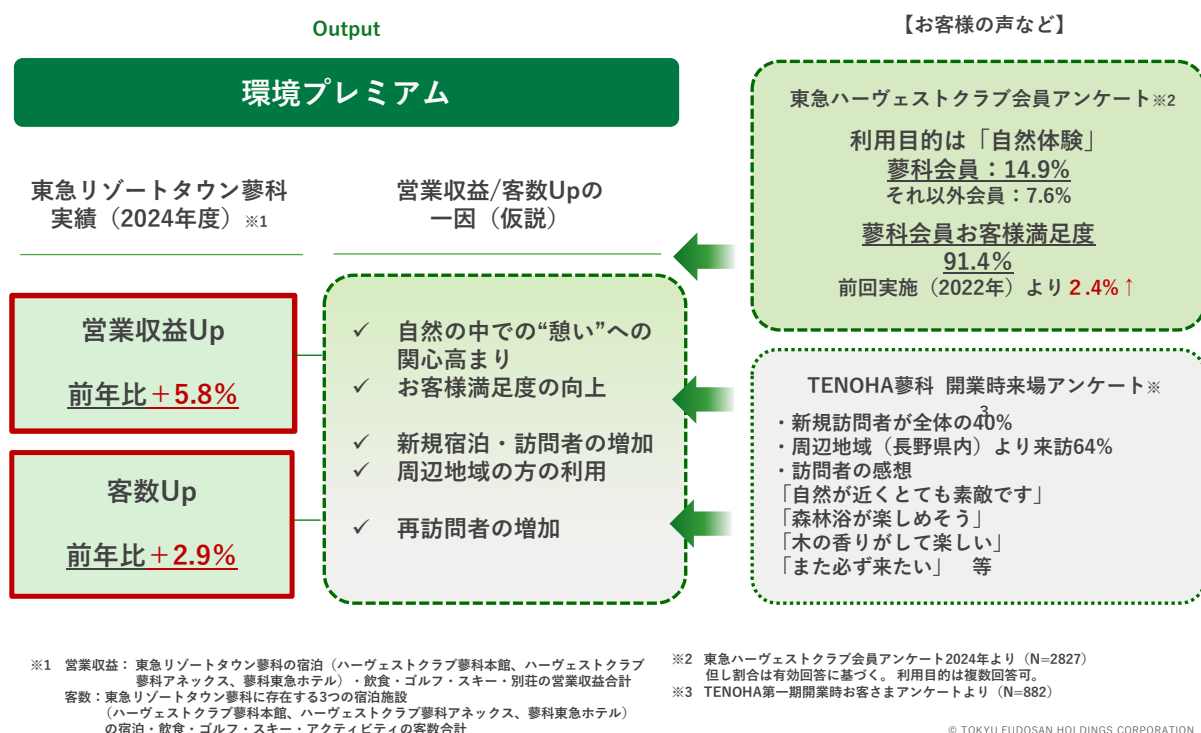 Output
環境プレミアム
東急リゾートタウン蓼科
実績（2024年度）※1
営業収益/客数Upの
一因（仮説）
営業収益Up
前年比＋5.8%
客数Up
前年比＋2.9%
✓ 自然の中での“憩い”への
関心高まり
✓ お客様満足度の向上
✓ 新規宿泊・訪問者の増加
✓ 周辺地域の方の利用
✓ 再訪問者の増加
【お客様の声など】
東急ハーヴェストクラブ会員アンケート※2
利用目的は「自然体験」
蓼科会員：14.9%
それ以外会員：7.6%
蓼科会員お客様満足度
91.4%
前回実施（2022年）より２.4%↑
TENOHA蓼科 開業時来場アンケート※
3
・新規訪問者が全体の40%
・周辺地域（長野県内）より来訪64%
・訪問者の感想
「自然が近くとても素敵です」
「森林浴が楽しめそう」
「木の香りがして楽しい」
「また必ず来たい」 等
※1 営業収益： 東急リゾートタウン蓼科の宿泊（ハーヴェストクラブ蓼科本館、ハーヴェストクラブ
蓼科アネックス、蓼科東急ホテル）・飲食・ゴルフ・スキー・別荘の営業収益合計
客数：東急リゾートタウン蓼科に存在する3つの宿泊施設
（ハーヴェストクラブ蓼科本館、ハーヴェストクラブ蓼科アネックス、蓼科東急ホテル）
の宿泊・飲食・ゴルフ・スキー・アクティビティの客数合計
※2 東急ハーヴェストクラブ会員アンケート2024年より（N=2827）
但し割合は有効回答に基づく。 利用目的は複数回答可。
※3 TENOHA第一期開業時お客さまアンケートより（N=882）
© TOKYU FUDOSAN HOLDINGS CORPORATION